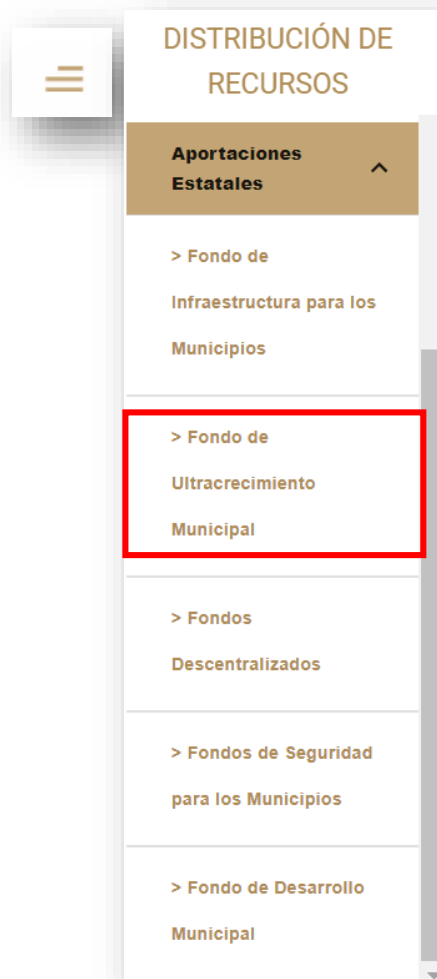 DISTRIBUCIÓN DE
RECURSOS
Aportaciones
Estatales
> Fondo de
Infraestructura para los
Municipios
> Fondo de
Ultracrecimiento
Municipal
> Fondos
Descentralizados
> Fondos de Seguridad
para los Municipios
> Fondo de Desarrollo
Municipal